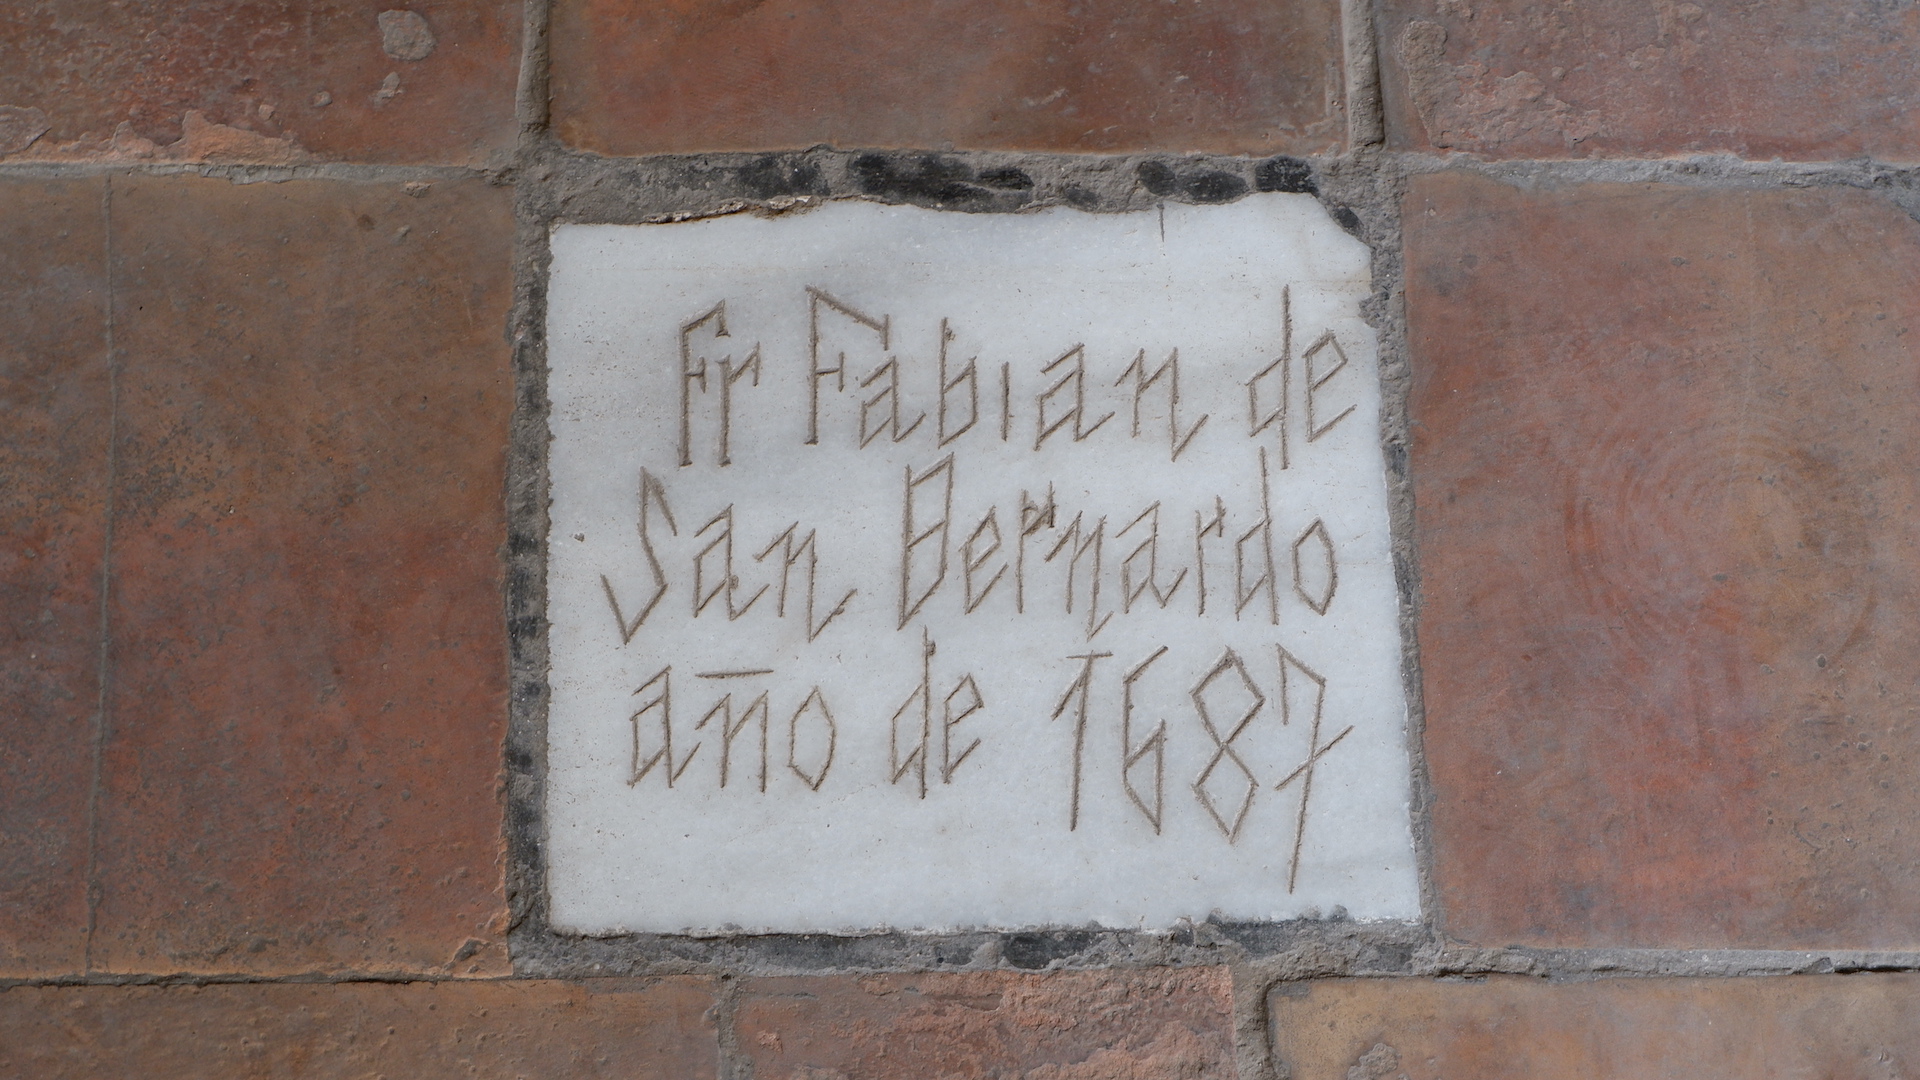 Fr Fabian de
San Bernardo
año de 1687